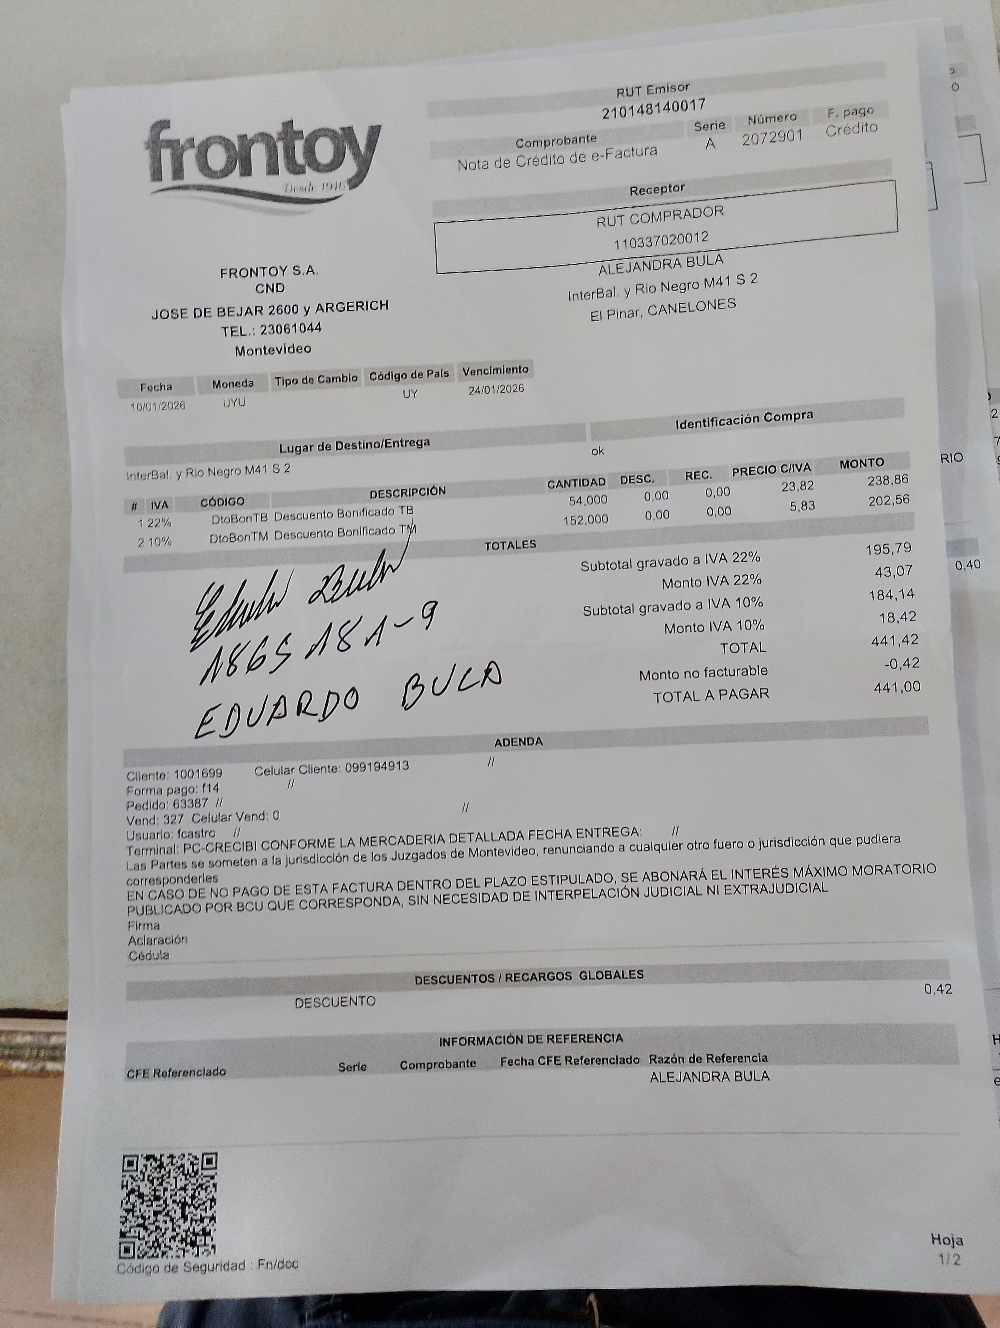 frontoy
Desde 1946
RUT Emisor
210148140017
Comprobante Serie Número F. pago
Nota de Crédito de e-Factura A 2072901 Crédito
Receptor
RUT COMPRADOR
110337020012
ALEJANDRA BULA
InterBal. y Rio Negro M41 S 2
El Pinar, CANELONES
FRONTOY S.A.
CND
JOSE DE BEJAR 2600 y ARGERICH
TEL.: 23061044
Montevideo
Fecha Moneda Tipo de Cambio Código de País Vencimiento
10/01/2026 UYU UY 24/01/2026
Lugar de Destino/Entrega Identificación Compra
InterBal. y Rio Negro M41 S 2 ok
# IVA CÓDIGO DESCRIPCIÓN CANTIDAD DESC. REC. PRECIO C/IVA MONTO
1 22% DtoBonTB Descuento Bonificado TB 54,000 0,00 0,00 23,82 238,86
2 10% DtoBonTM Descuento Bonificado TM 152,000 0,00 0,00 5,83 202,56
TOTALES
Subtotal gravado a IVA 22% 195,79
Monto IVA 22% 43,07
Subtotal gravado a IVA 10% 184,14
Monto IVA 10% 18,42
TOTAL 441,42
Monto no facturable -0,42
TOTAL A PAGAR 441,00
Eduardo Bula
1865181-9
EDUARDO BULA
ADENDA
Cliente: 1001699 Celular Cliente: 099194913 //
Forma pago: f14 //
Pedido: 63387 //
Vend: 327 Celular Vend: 0 //
Usuario: fcastro //
Terminal: PC-CRECIBI CONFORME LA MERCADERIA DETALLADA FECHA ENTREGA: //
Las Partes se someten a la jurisdicción de los Juzgados de Montevideo, renunciando a cualquier otro fuero o jurisdicción que pudiera
corresponderles
EN CASO DE NO PAGO DE ESTA FACTURA DENTRO DEL PLAZO ESTIPULADO, SE ABONARÁ EL INTERÉS MÁXIMO MORATORIO
PUBLICADO POR BCU QUE CORRESPONDA, SIN NECESIDAD DE INTERPELACIÓN JUDICIAL NI EXTRAJUDICIAL
Firma
Aclaración
Cédula
DESCUENTOS / RECARGOS GLOBALES
DESCUENTO 0,42
INFORMACIÓN DE REFERENCIA
CFE Referenciado Serie Comprobante Fecha CFE Referenciado Razón de Referencia
ALEJANDRA BULA
Código de Seguridad : Fn/dcc
Hoja
1/2
RIO
0,40